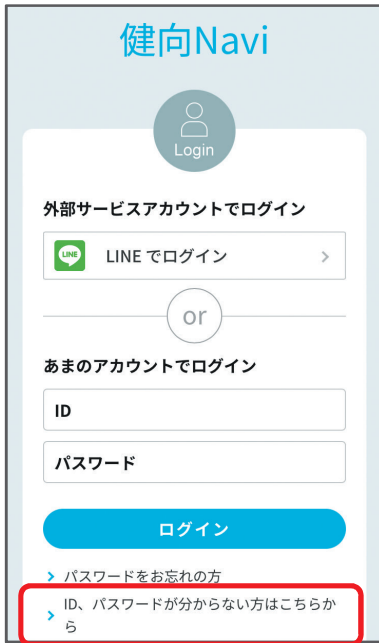 健向Navi
Login
外部サービスアカウントでログイン
LINE
LINE でログイン
or
あまのアカウントでログイン
ID
パスワード
ログイン
パスワードをお忘れの方
ID、パスワードが分からない方はこちらか
ら